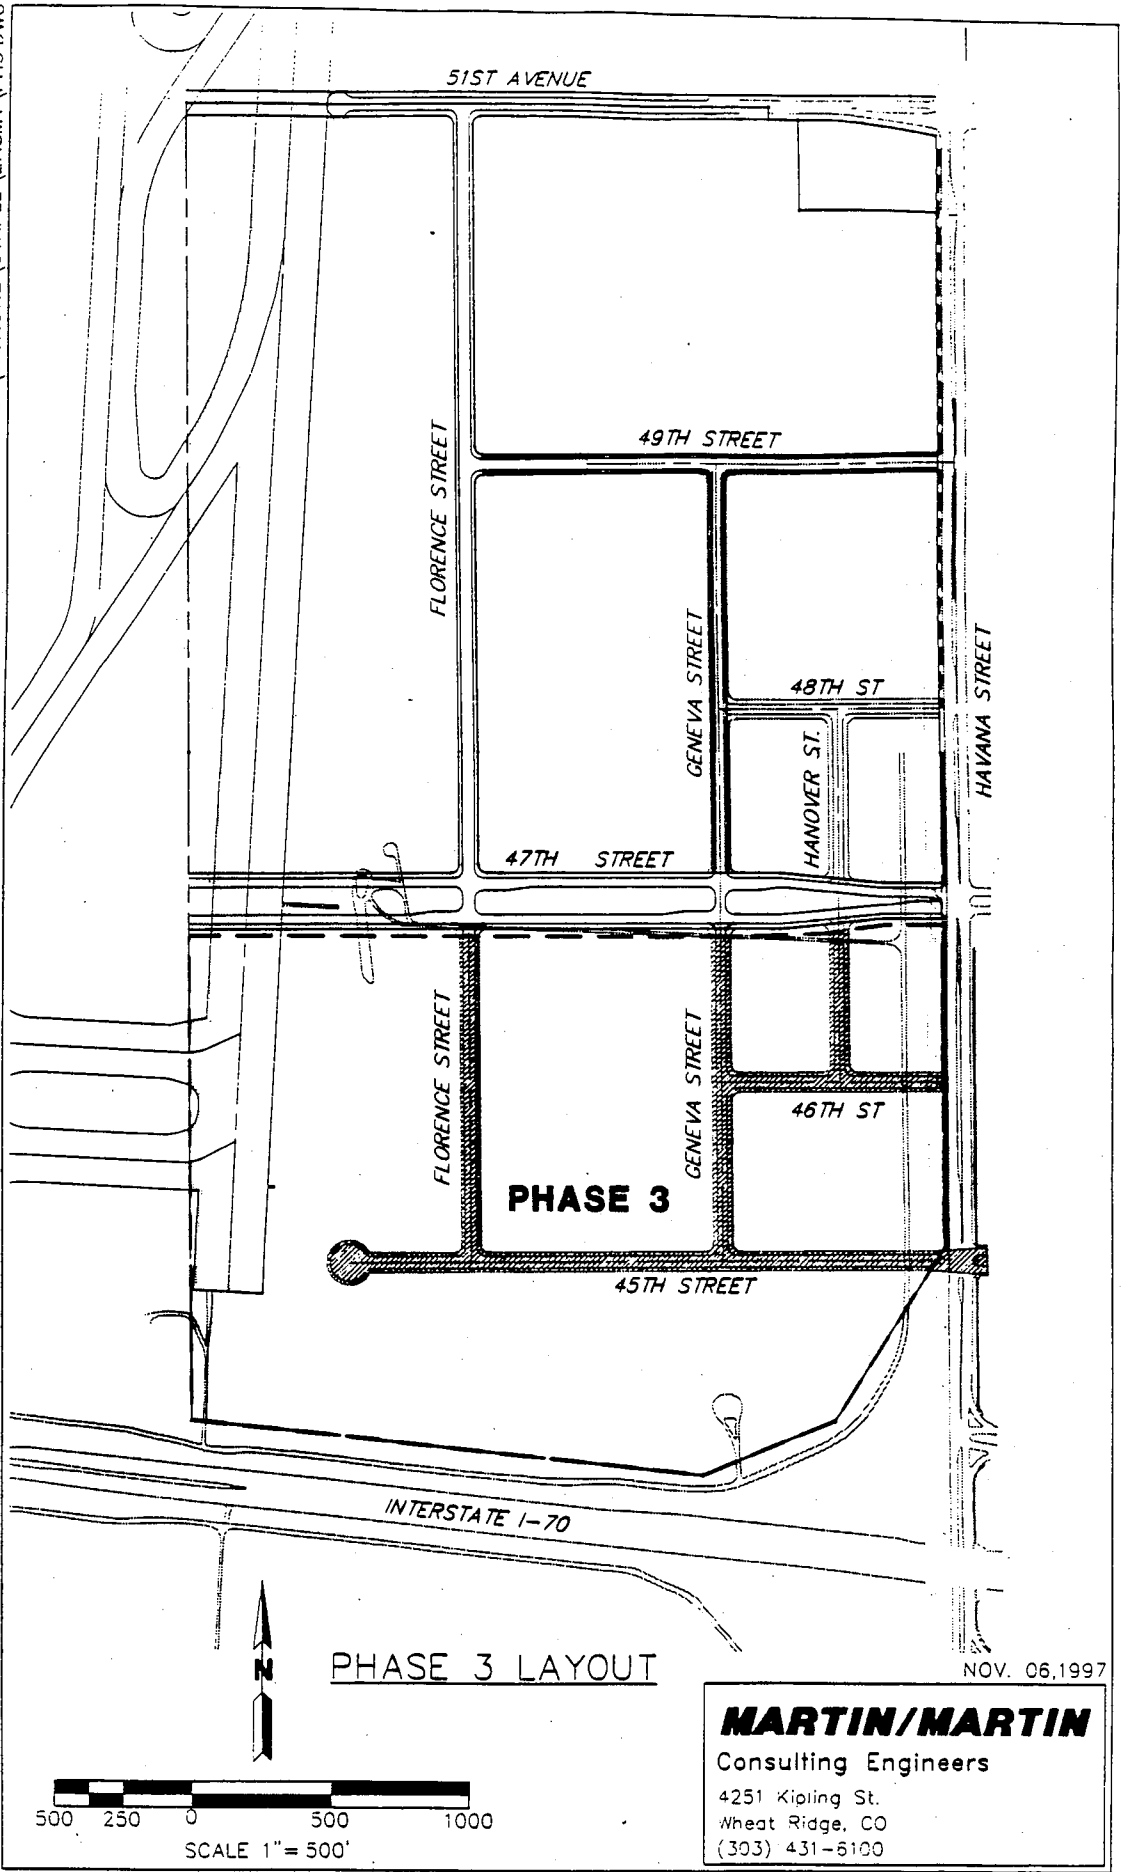 51ST AVENUE
49TH STREET
FLORENCE STREET
GENEVA STREET
48TH ST
HANOVER ST.
HAVANA STREET
47TH STREET
FLORENCE STREET
GENEVA STREET
46TH ST
PHASE 3
45TH STREET
INTERSTATE I-70
N
PHASE 3 LAYOUT
NOV. 06,1997
MARTIN/MARTIN
Consulting Engineers
4251 Kipling St.
Wheat Ridge, CO
(303) 431-6100
500 250 0 500 1000
SCALE 1"= 500'